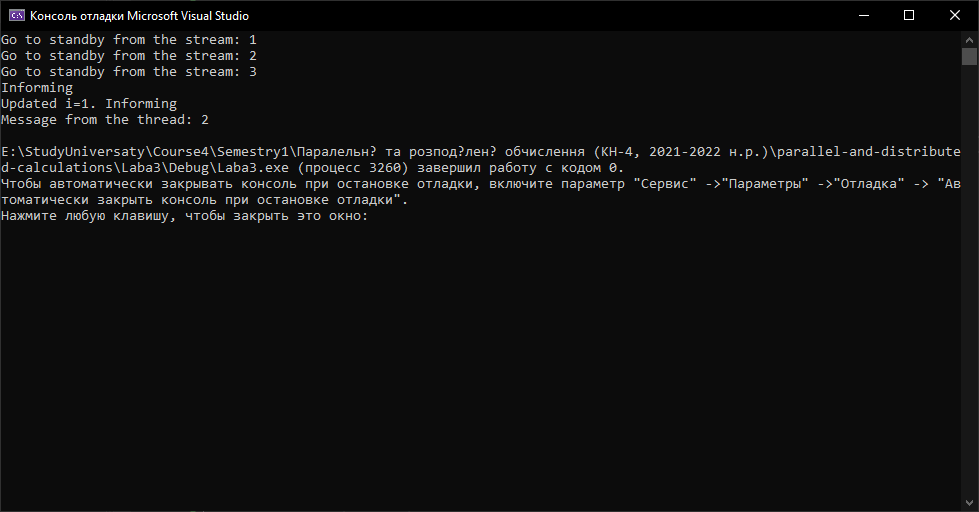 Консоль отладки Microsoft Visual Studio
Go to standby from the stream: 1
Go to standby from the stream: 2
Go to standby from the stream: 3
Informing
Updated i=1. Informing
Message from the thread: 2
E:\StudyUniversaty\Course4\Semestry1\Паралельн? та розпод?лен? обчислення (КН-4, 2021-2022 н.р.)\parallel-and-distribute
d-calculations\Laba3\Debug\Laba3.exe (процесс 3260) завершил работу с кодом 0.
Чтобы автоматически закрывать консоль при остановке отладки, включите параметр "Сервис" ->"Параметры" ->"Отладка" -> "Ав
томатически закрыть консоль при остановке отладки".
Нажмите любую клавишу, чтобы закрыть это окно: